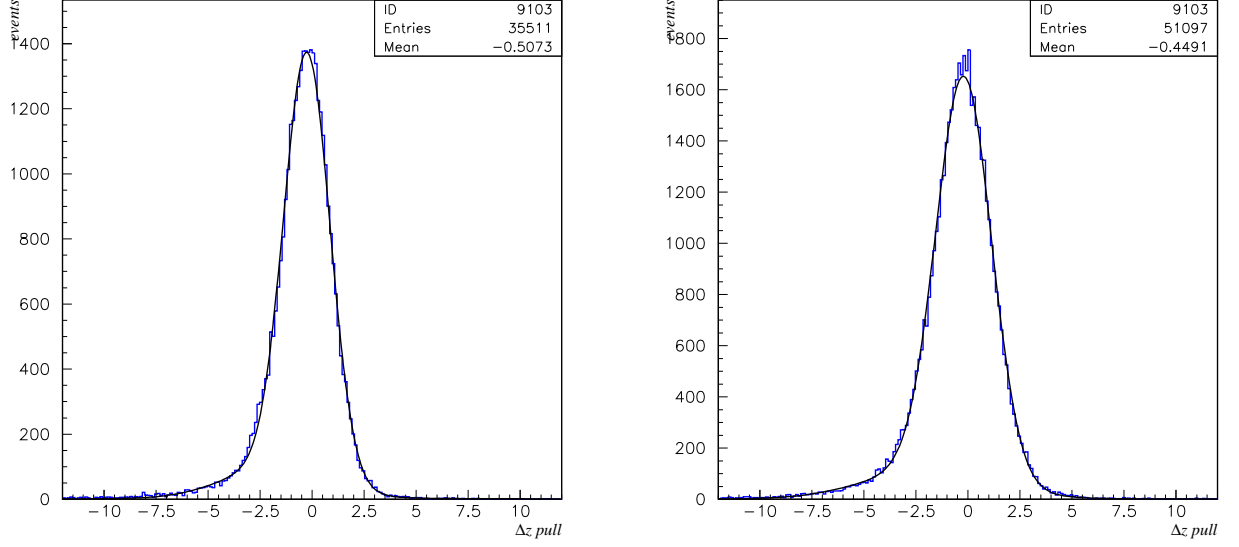 events
ID 9103
Entries 35511
Mean −0.5073
1400
1200
1000
800
600
400
200
0
−10 −7.5 −5 −2.5 0 2.5 5 7.5 10
Δz pull
events
ID 9103
Entries 51097
Mean −0.4491
1800
1600
1400
1200
1000
800
600
400
200
0
−10 −7.5 −5 −2.5 0 2.5 5 7.5 10
Δz pull